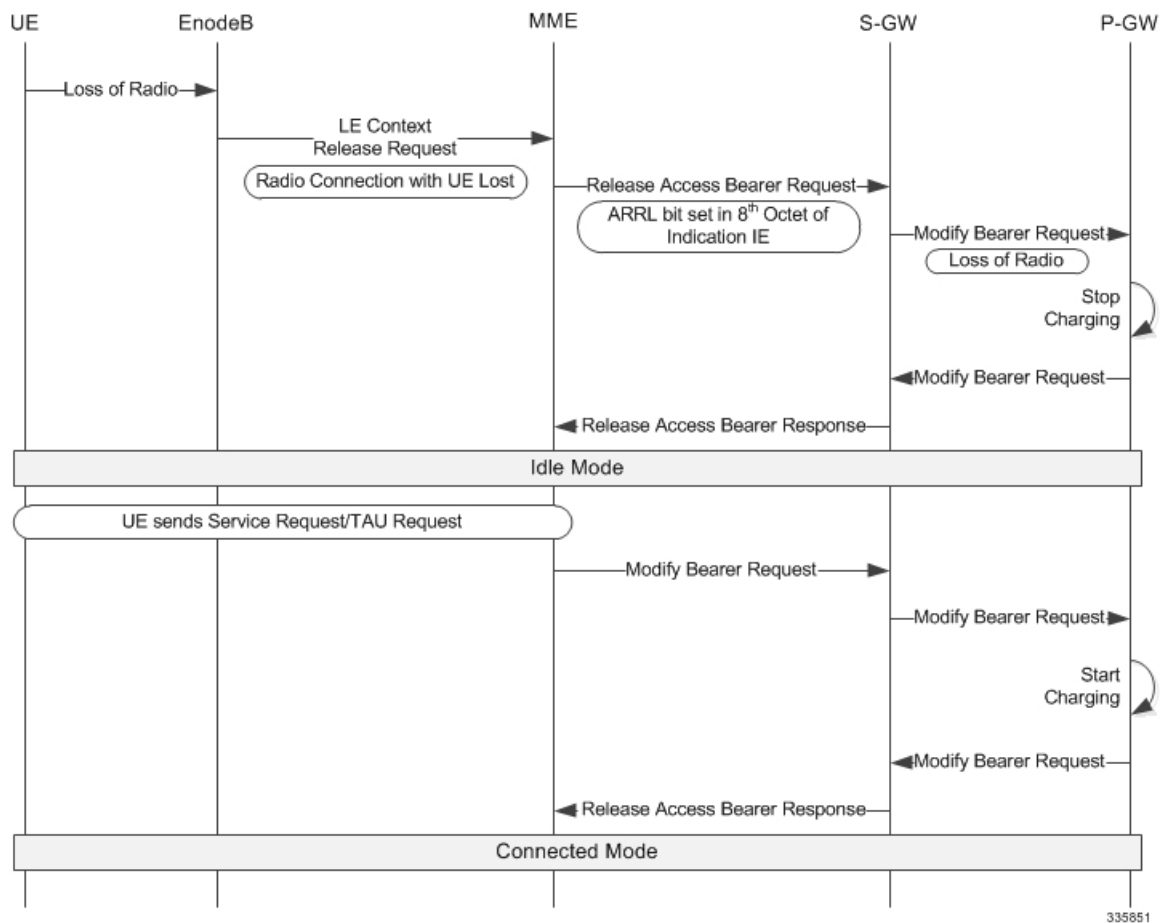 UE
EnodeB
MME
S-GW
P-GW
Loss of Radio
LE Context
Release Request
Radio Connection with UE Lost
Release Access Bearer Request
ARRL bit set in 8th Octet of
Indication IE
Modify Bearer Request
Loss of Radio
Stop
Charging
Modify Bearer Request
Release Access Bearer Response
Idle Mode
UE sends Service Request/TAU Request
Modify Bearer Request
Modify Bearer Request
Start
Charging
Modify Bearer Request
Release Access Bearer Response
Connected Mode
335851